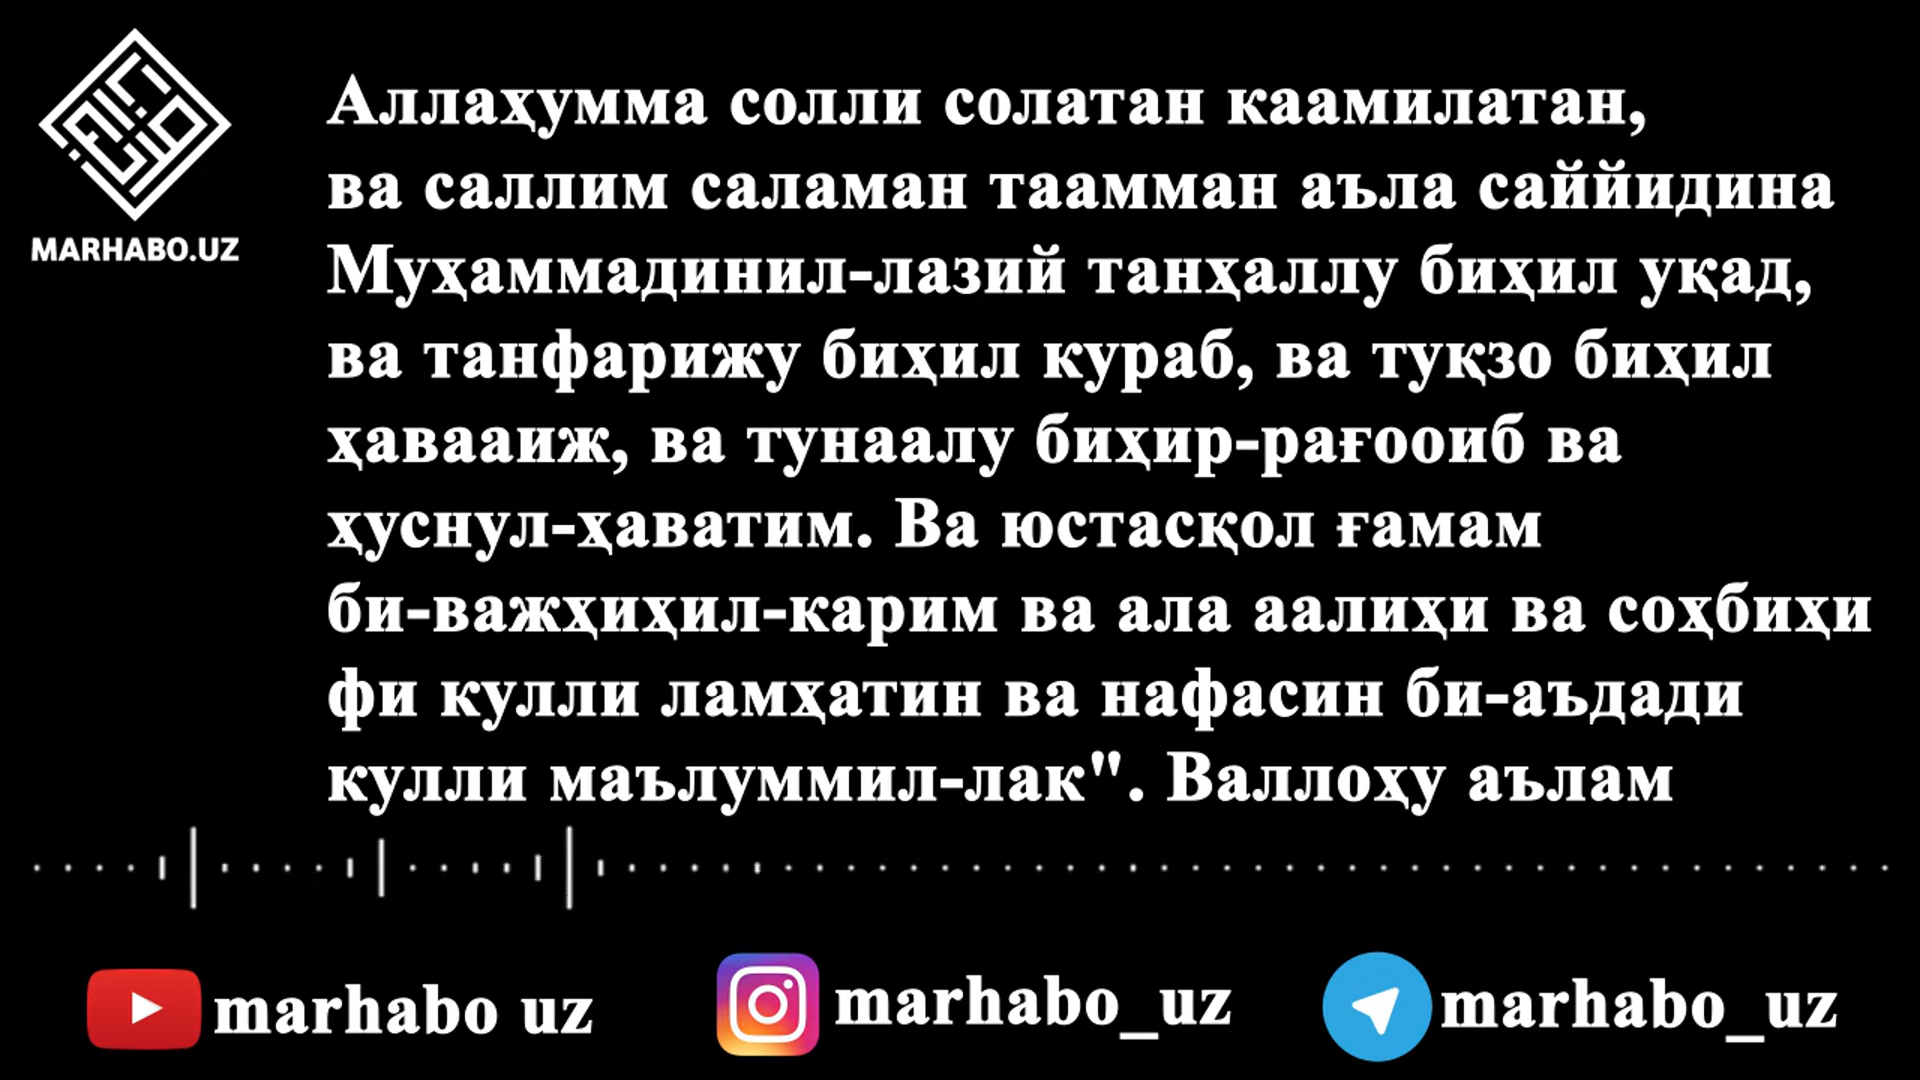 MARHABO.UZ
Аллаҳумма солли солатан каамилатан,
ва саллим саламан таамман аъла саййидина
Муҳаммадинил-лазий танҳаллу биҳил уқад,
ва танфарижу биҳил кураб, ва туқзо биҳил
ҳавааиж, ва тунаалу биҳир-рағооиб ва
ҳуснул-ҳаватим. Ва юстасқол ғамам
би-важҳиҳил-карим ва ала аалиҳи ва соҳбиҳи
фи кулли ламҳатин ва нафасин би-аъдади
кулли маълуммил-лак". Валлоҳу аълам
marhabo uz
marhabo_uz
marhabo_uz